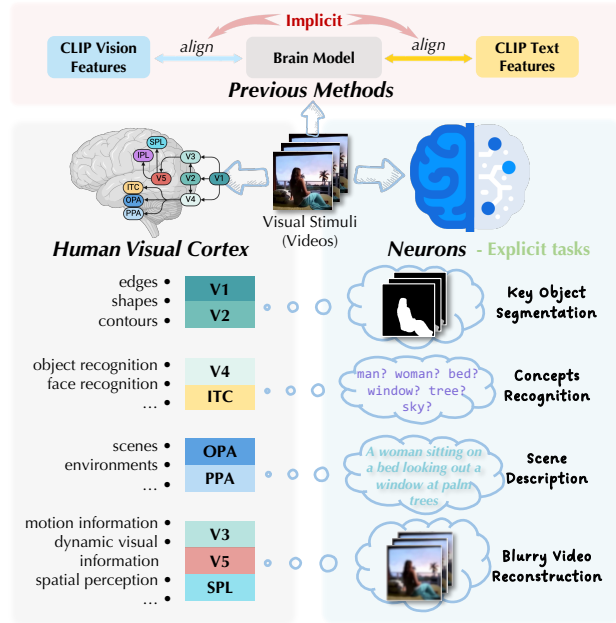 Implicit
CLIP Vision
Features
align
Brain Model
align
CLIP Text
Features
Previous Methods
SPL
IPL
V3
V5
V2
V1
ITC
OPA
V4
PPA
Visual Stimuli
(Videos)
Human Visual Cortex
Neurons - Explicit tasks
edges •
shapes •
contours •
V1
V2
Key Object
Segmentation
object recognition •
face recognition •
... •
V4
ITC
man? woman? bed?
window? tree?
sky?
Concepts
Recognition
scenes •
environments •
... •
OPA
PPA
A woman sitting on
a bed looking out a
window at palm
trees
Scene
Description
motion information •
dynamic visual •
information
spatial perception •
... •
V3
V5
SPL
Blurry Video
Reconstruction